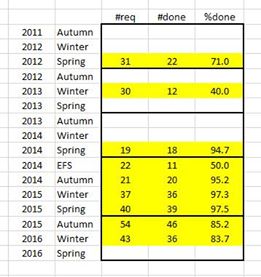 #req #done %done
2011 Autumn
2012 Winter
2012 Spring 31 22 71.0
2012 Autumn
2013 Winter 30 12 40.0
2013 Spring
2013 Autumn
2014 Winter
2014 Spring 19 18 94.7
2014 EFS 22 11 50.0
2014 Autumn 21 20 95.2
2015 Winter 37 36 97.3
2015 Spring 40 39 97.5
2015 Autumn 54 46 85.2
2016 Winter 43 36 83.7
2016 Spring